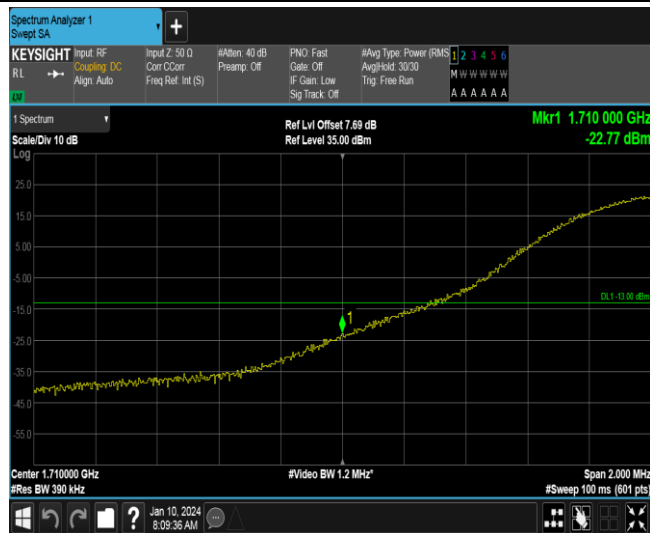 Spectrum Analyzer 1
Swept SA
+
KEYSIGHT
RL
LXI
Input: RF
Coupling: DC
Align: Auto
Input Z: 50 Ω
Corr CCorr
Freq Ref: Int (S)
#Atten: 40 dB
Preamp: Off
PNO: Fast
Gate: Off
IF Gain: Low
Sig Track: Off
#Avg Type: Power (RMS
Avg|Hold: 30/30
Trig: Free Run
1 2 3 4 5 6
M W W W W W
A A A A A A
1 Spectrum
Scale/Div 10 dB
Log
Ref Lvl Offset 7.69 dB
Ref Level 35.00 dBm
Mkr1 1.710 000 GHz
-22.77 dBm
25.0
15.0
5.00
-5.00
DL1 -13.00 dBm
-15.0
1
-25.0
-35.0
-45.0
-55.0
Center 1.710000 GHz
#Res BW 390 kHz
#Video BW 1.2 MHz*
Span 2.000 MHz
#Sweep 100 ms (601 pts)
?
Jan 10, 2024
8:09:36 AM